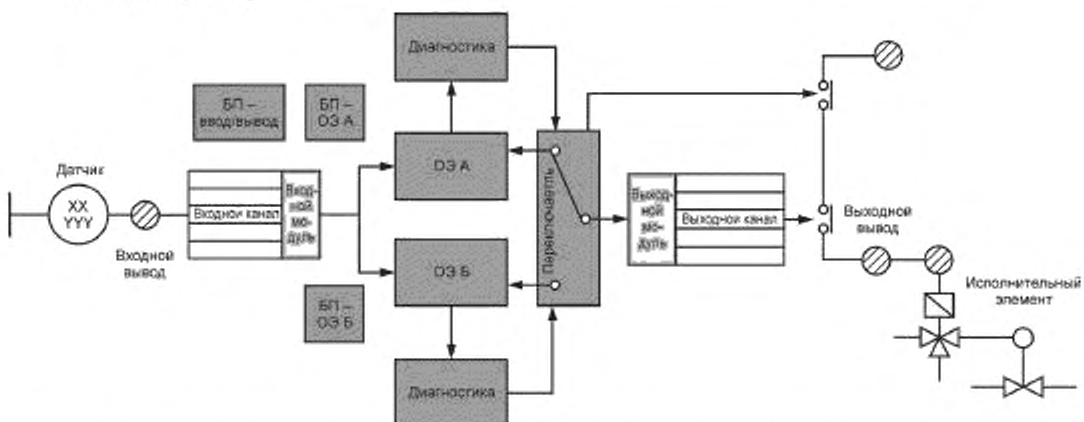 Диагностика
БП –
ввод/вывод
БП –
ОЭ А
ОЭ А
Датчик
XX
YYY
Входной
вывод
Входной канал
Вход-
ной
мо-
дуль
ОЭ Б
БП –
ОЭ Б
Диагностика
Параключаетль
Выход-
ной
мо-
дуль
Выходной канал
Выходной
вывод
Исполнительный
элемент